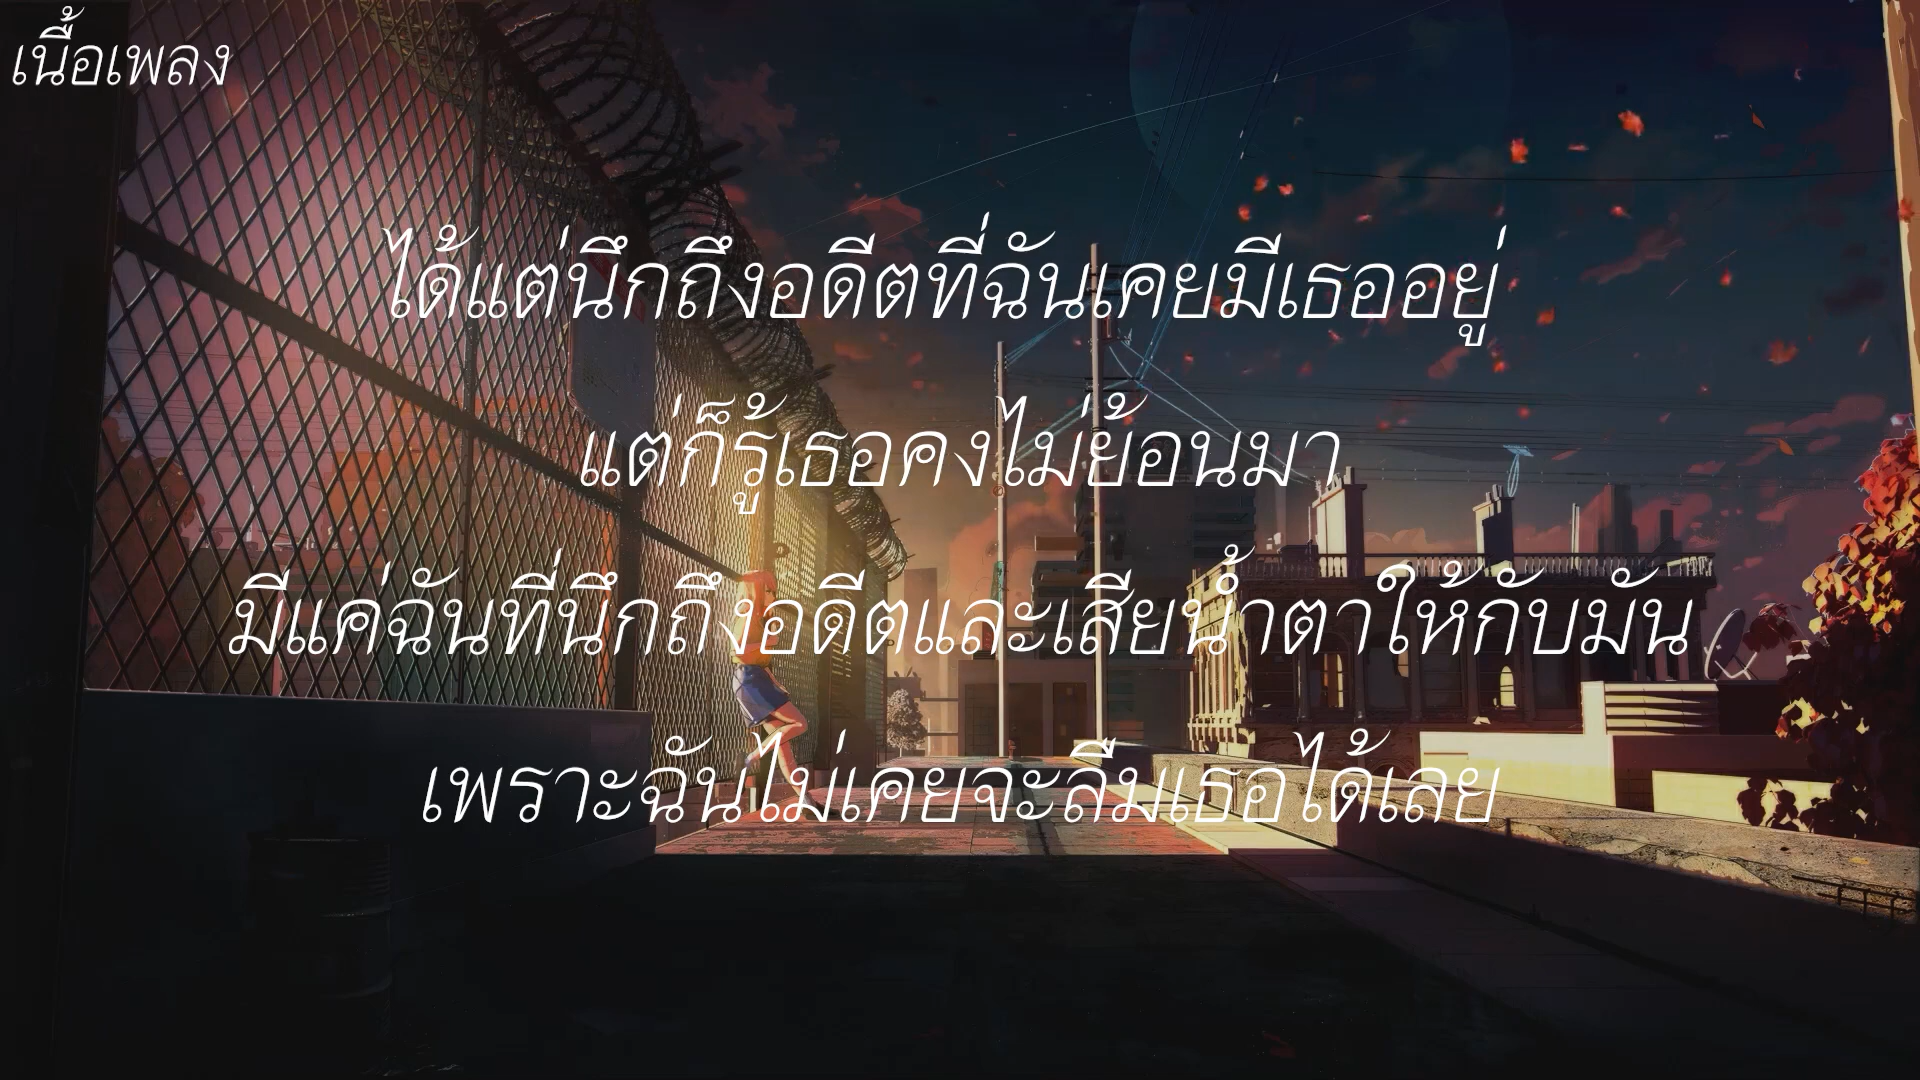 เนื้อเพลง
ได้แต่นึกถึงอดีตที่ฉันเคยมีเธออยู่
แต่ก็รู้เธอคงไม่ย้อนมา
มีแค่ฉันที่นึกถึงอดีตและเสียน้ำตาให้กับมัน
เพราะฉันไม่เคยจะลืมเธอได้เลย